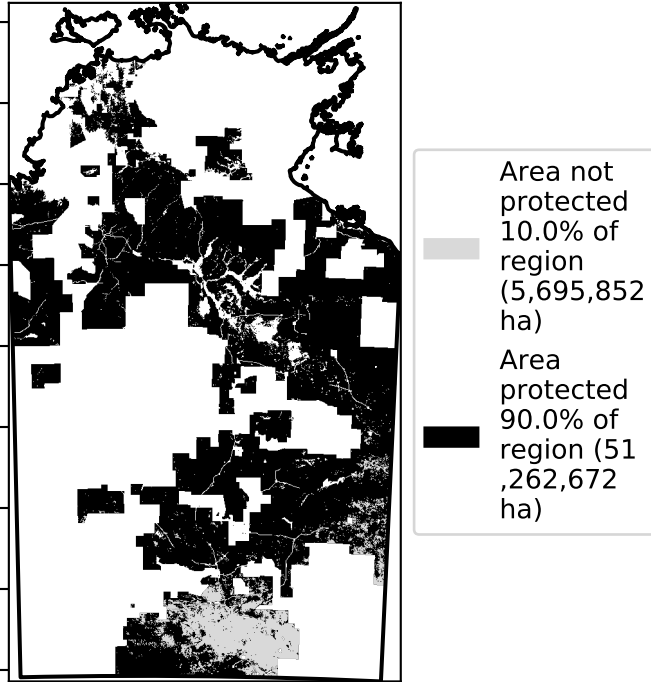 Area not
protected
10.0% of
region
(5,695,852
ha)
Area
protected
90.0% of
region (51
,262,672
ha)